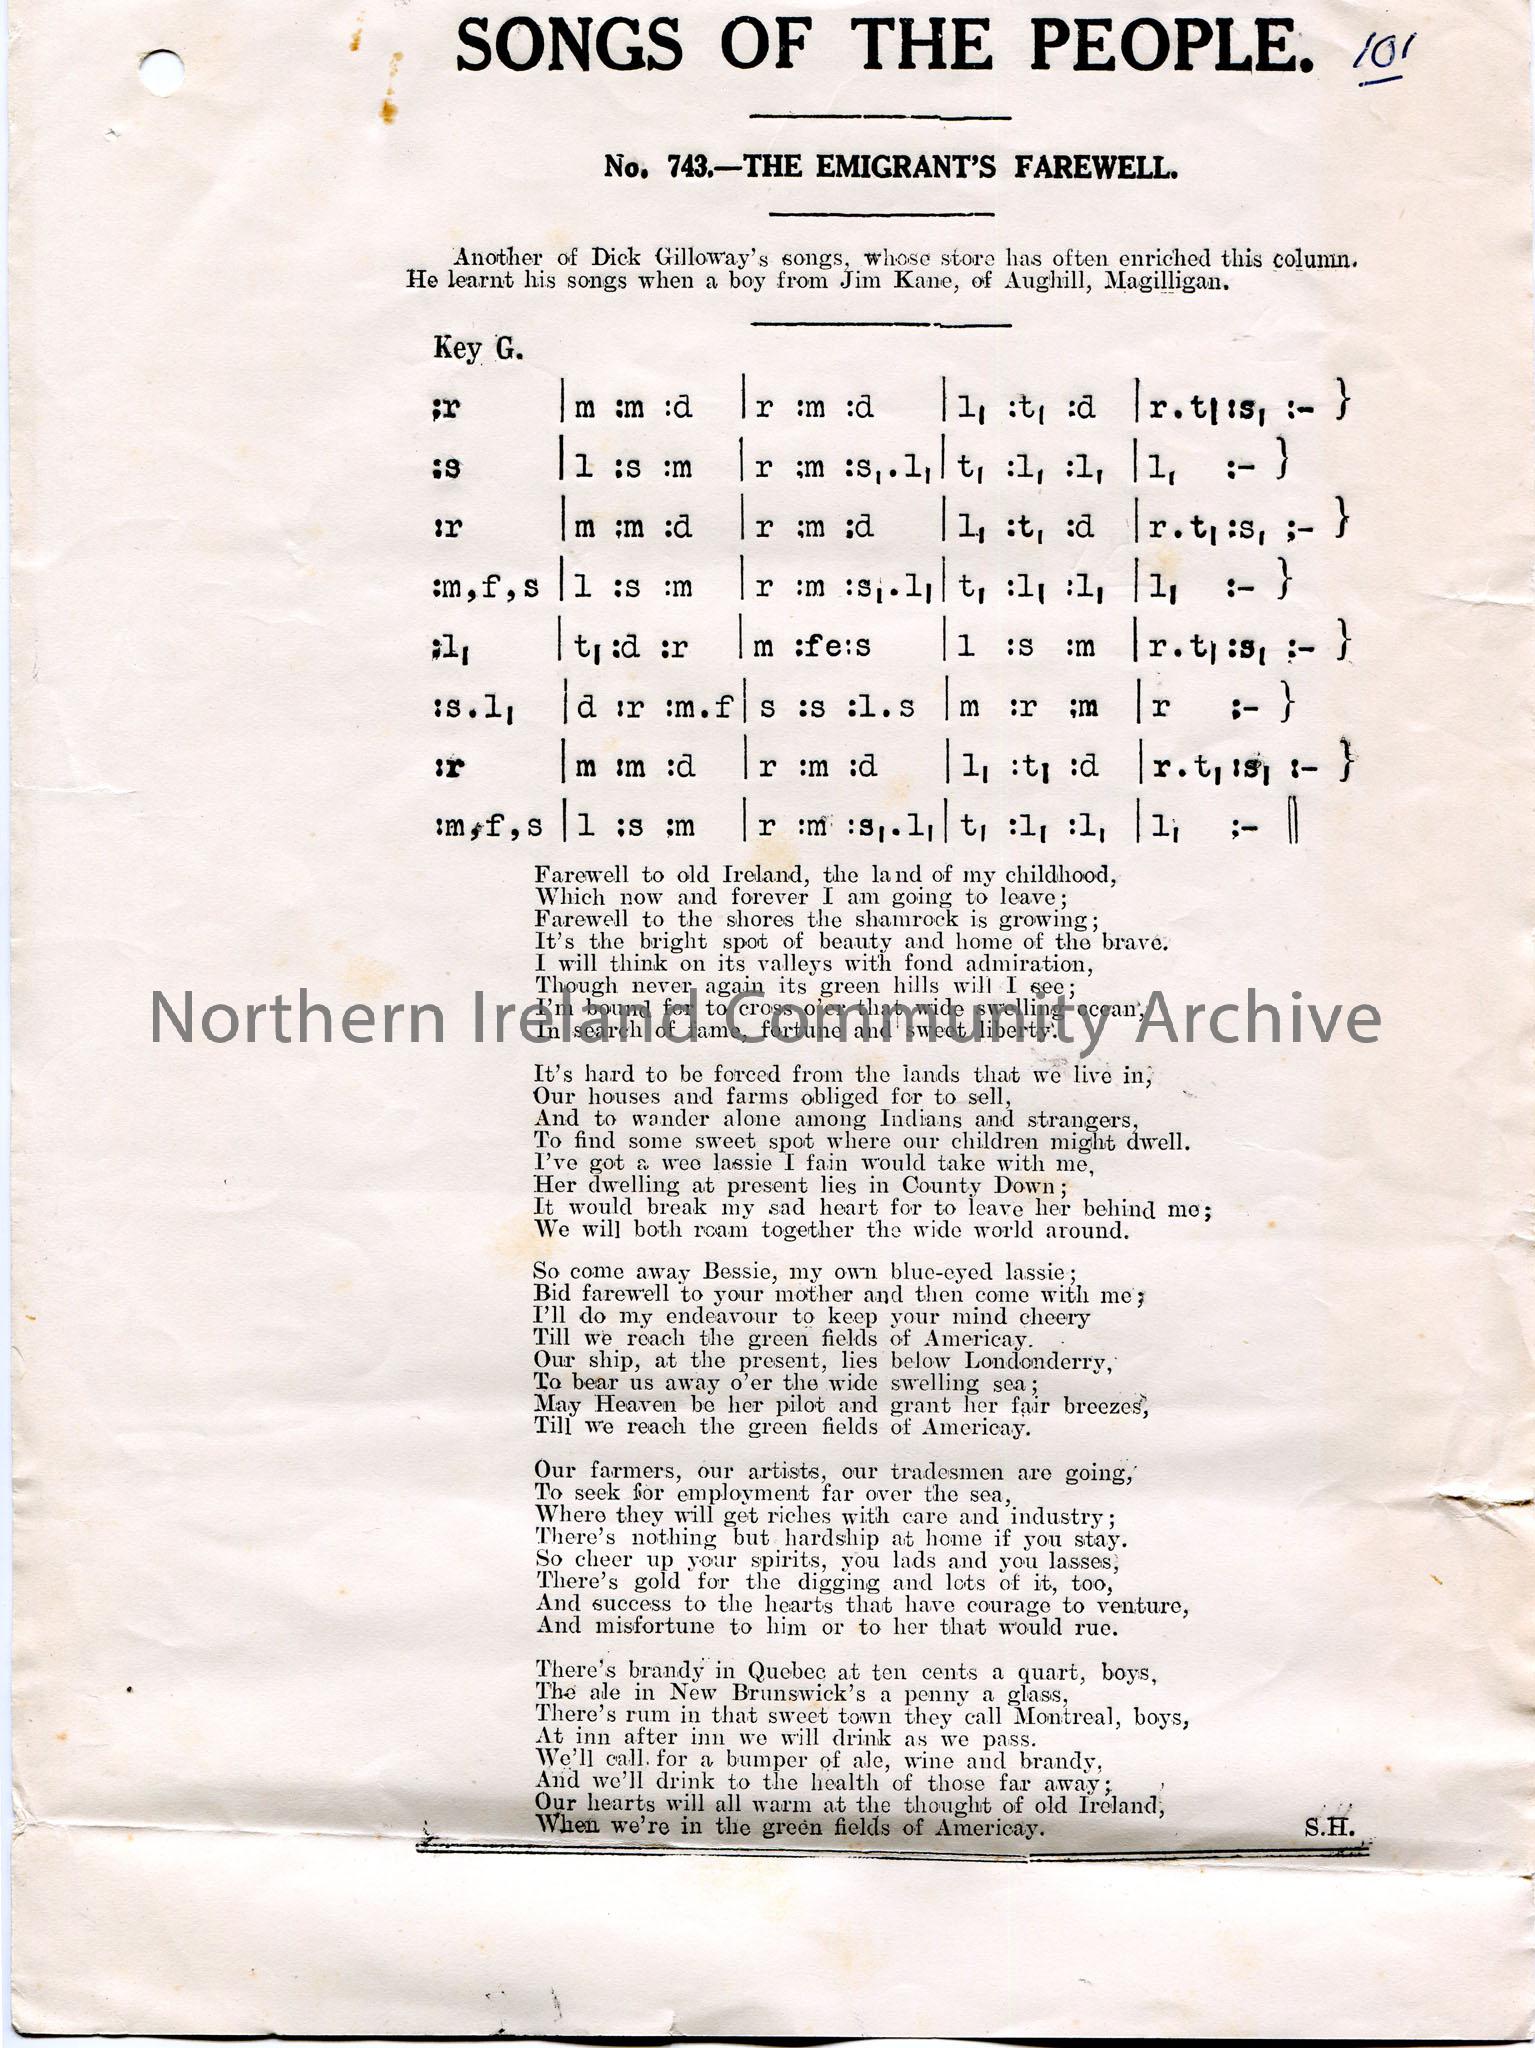 SONGS OF THE PEOPLE. 101
No. 743.—THE EMIGRANT'S FAREWELL.
Another of Dick Gilloway's songs, whose store has often enriched this column.
He learnt his songs when a boy from Jim Kane, of Aughill, Magilligan.
Key G.
:r |m :m :d |r :m :d |l, :t, :d |r.t,:s, :- }
:s |l :s :m |r :m :s,.l,|t, :l, :l, |l, :- }
:r |m :m :d |r :m :d |l, :t, :d |r.t,:s, :- }
:m,f,s |l :s :m |r :m :s,.l,|t, :l, :l, |l, :- }
:l, |t,:d :r |m :fe:s |l :s :m |r.t,:s, :- }
:s.l, |d :r :m.f|s :s :l.s |m :r :m |r :- }
:r |m :m :d |r :m :d |l, :t, :d |r.t,:s, :- }
:m,f,s |l :s :m |r :m :s,.l,|t, :l, :l, |l, :- ||
Farewell to old Ireland, the land of my childhood,
Which now and forever I am going to leave;
Farewell to the shores the shamrock is growing;
It's the bright spot of beauty and home of the brave.
I will think on its valleys with fond admiration,
Though never again its green hills will I see;
I'm bound for to cross o'er that wide swelling ocean,
In search of fame, fortune and sweet liberty.
Northern Ireland Community Archive
It's hard to be forced from the lands that we live in,
Our houses and farms obliged for to sell,
And to wander alone among Indians and strangers,
To find some sweet spot where our children might dwell.
I've got a wee lassie I fain would take with me,
Her dwelling at present lies in County Down;
It would break my sad heart for to leave her behind me;
We will both roam together the wide world around.
So come away Bessie, my own blue-eyed lassie;
Bid farewell to your mother and then come with me;
I'll do my endeavour to keep your mind cheery
Till we reach the green fields of Americay.
Our ship, at the present, lies below Londonderry,
To bear us away o'er the wide swelling sea;
May Heaven be her pilot and grant her fair breezes,
Till we reach the green fields of Americay.
Our farmers, our artists, our tradesmen are going,
To seek for employment far over the sea,
Where they will get riches with care and industry;
There's nothing but hardship at home if you stay.
So cheer up your spirits, you lads and you lasses,
There's gold for the digging and lots of it, too,
And success to the hearts that have courage to venture,
And misfortune to him or to her that would rue.
There's brandy in Quebec at ten cents a quart, boys,
The ale in New Brunswick's a penny a glass,
There's rum in that sweet town they call Montreal, boys,
At inn after inn we will drink as we pass.
We'll call for a bumper of ale, wine and brandy,
And we'll drink to the health of those far away;
Our hearts will all warm at the thought of old Ireland,
When we're in the green fields of Americay. S.H.